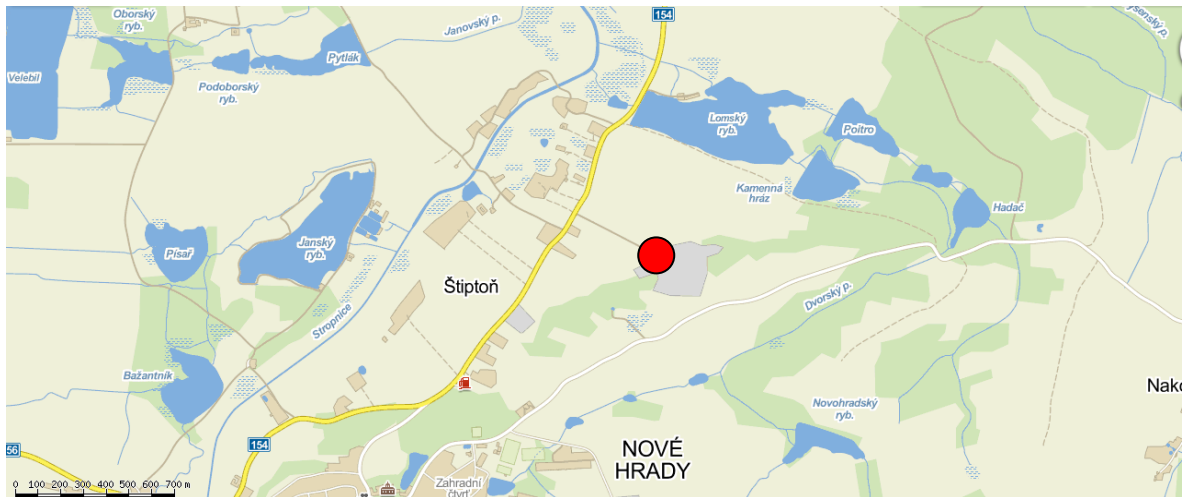 Oborský
ryb.
Janovský p.
154
Pytlák
Velebil
Podoborský
ryb.
Lomský
ryb.
Poitro
Kamenná
hráz
Hadač
Písař
Janský
ryb.
Štiptoň
Stropnice
Dvorský p.
Bažantník
Novohradský
ryb.
154
56
NOVÉ
HRADY
Zahradní
čtvrť
0 100 200 300 400 500 600 700 m